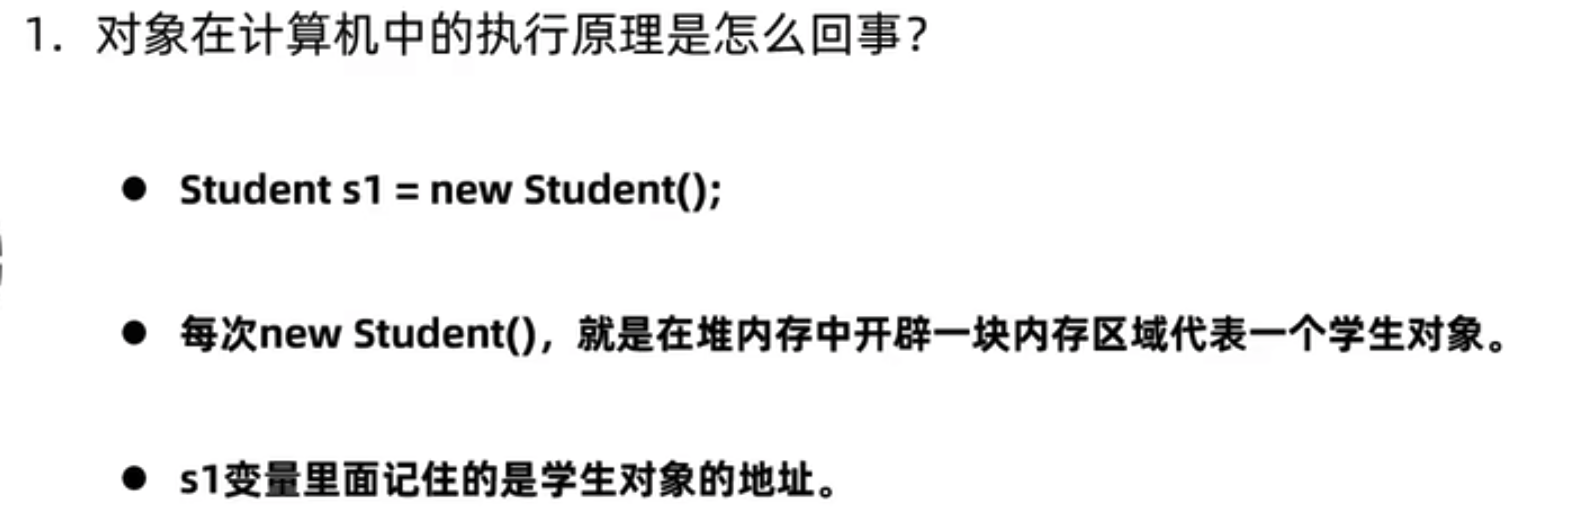 1. 对象在计算机中的执行原理是怎么回事？
● Student s1 = new Student();
● 每次new Student()，就是在堆内存中开辟一块内存区域代表一个学生对象。
● s1变量里面记住的是学生对象的地址。